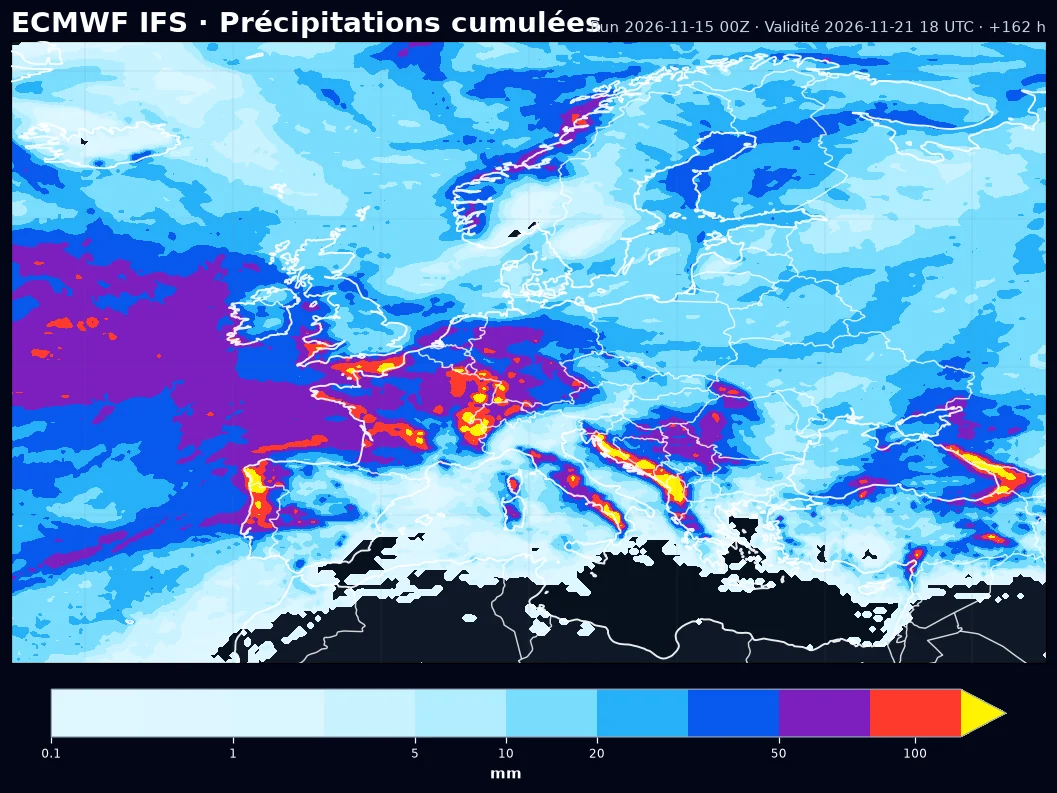 ECMWF IFS · Précipitations cumulées
Run 2026-11-15 00Z · Validité 2026-11-21 18 UTC · +162 h
0.1 1 5 10 20 50 100
mm